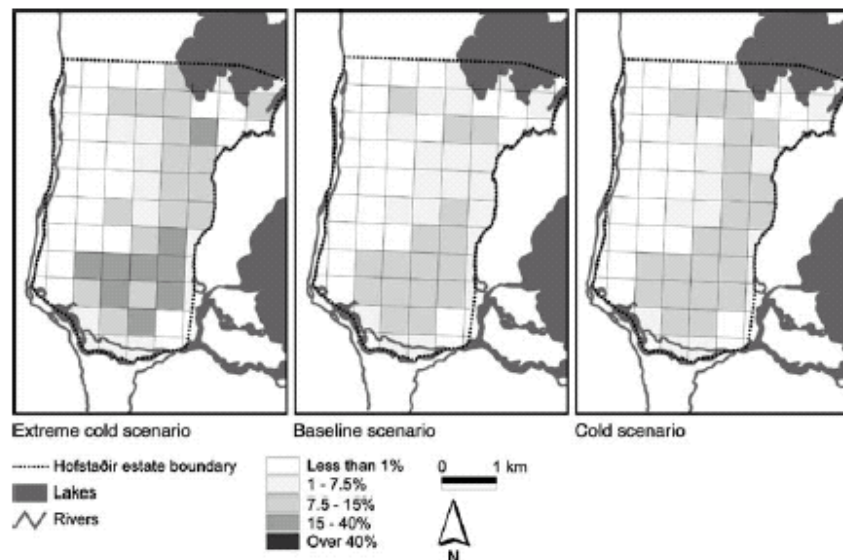 Extreme cold scenario
Baseline scenario
Cold scenario
Hofstaðir estate boundary
Lakes
Rivers
Less than 1%
1 - 7.5%
7.5 - 15%
15 - 40%
Over 40%
0 1 km
N